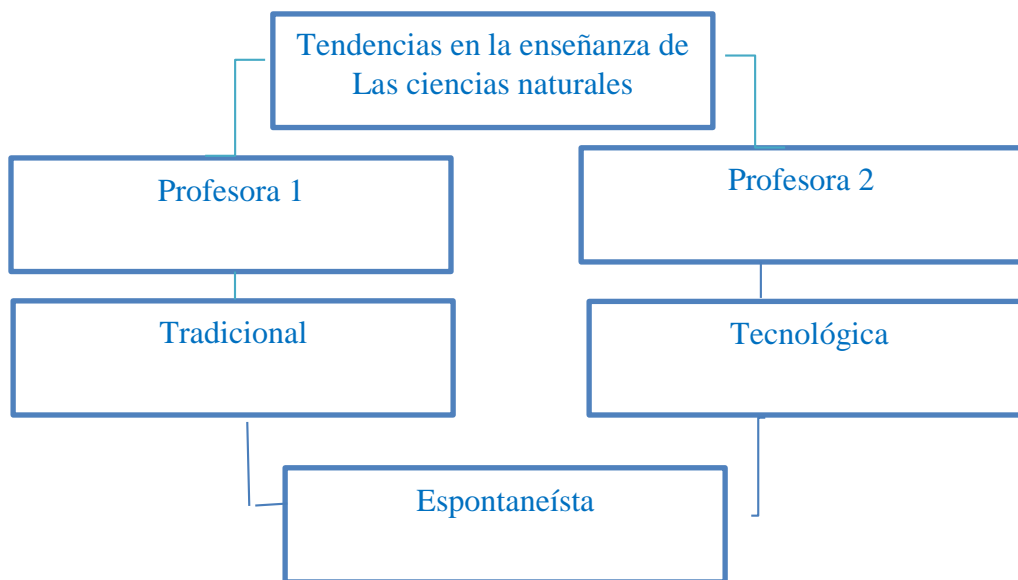 Tendencias en la enseñanza de
Las ciencias naturales
Profesora 1
Profesora 2
Tradicional
Tecnológica
Espontaneísta